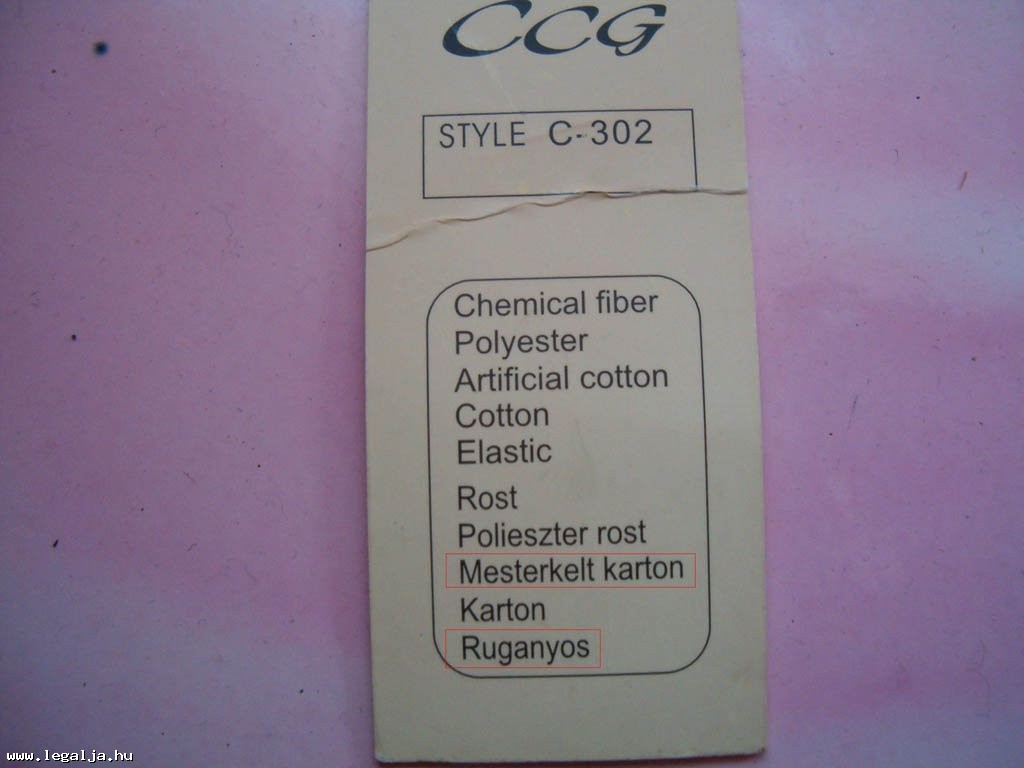 CCG
STYLE C-302
Chemical fiber
Polyester
Artificial cotton
Cotton
Elastic
Rost
Polieszter rost
Mesterkelt karton
Karton
Ruganyos
www.legalja.hu